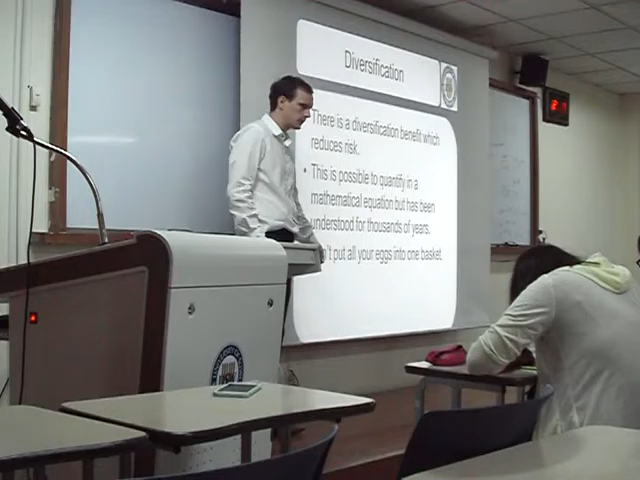 Diversification
There is a diversification benefit which
reduces risk.
• This is possible to quantify in a
mathematical equation but has been
understood for thousands of years.
put all your eggs into one basket.